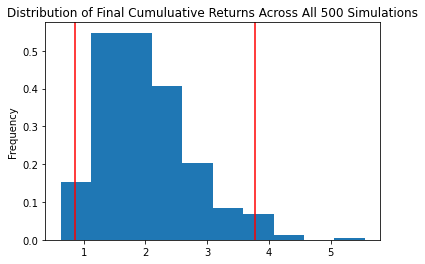 Distribution of Final Cumuluative Returns Across All 500 Simulations
Frequency
0.5
0.4
0.3
0.2
0.1
0.0
1 2 3 4 5